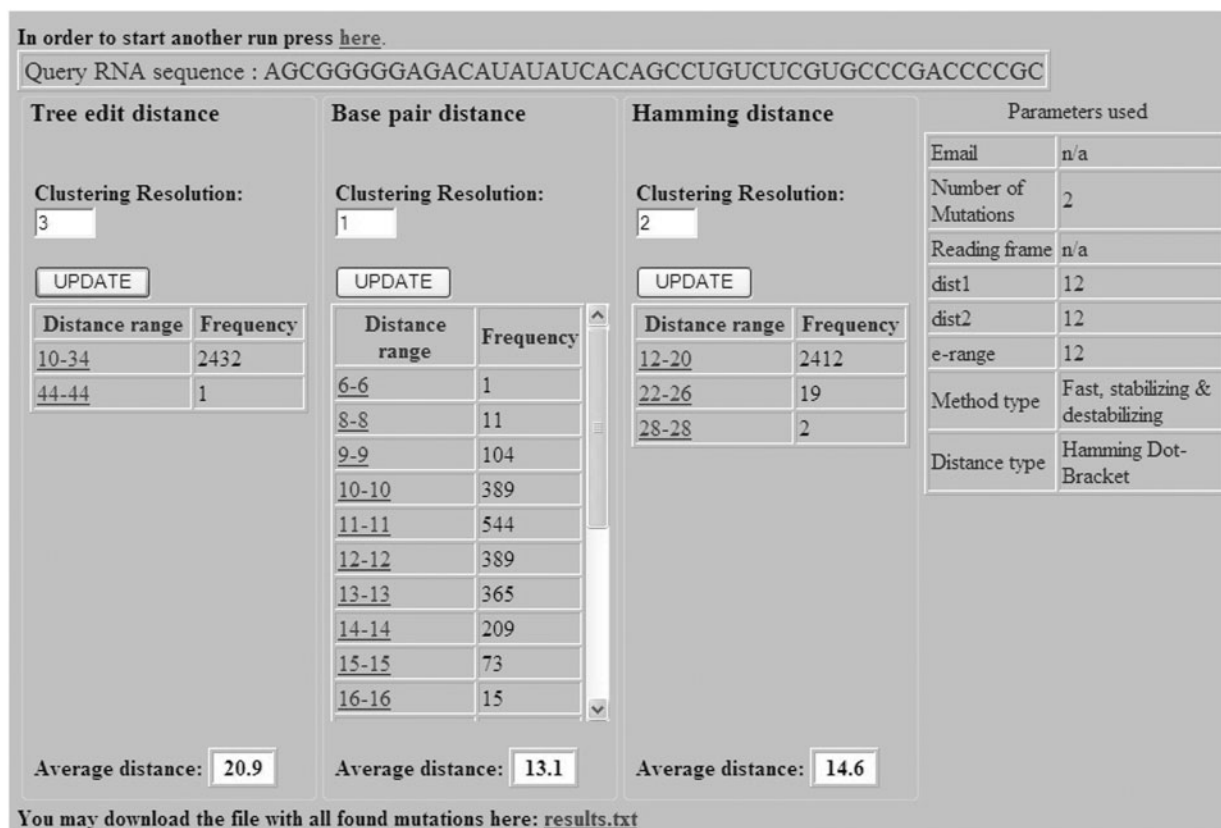 In order to start another run press here.
Query RNA sequence : AGCGGGGGAGACAUAUAUCACAGCCUGUCUCGUGCCCGACCCCGC
Tree edit distance
Clustering Resolution:
3
UPDATE
Distance range Frequency
10-34 2432
44-44 1
Average distance: 20.9
Base pair distance
Clustering Resolution:
1
UPDATE
Distance
range
Frequency
6-6 1
8-8 11
9-9 104
10-10 389
11-11 544
12-12 389
13-13 365
14-14 209
15-15 73
16-16 15
Average distance: 13.1
Hamming distance
Clustering Resolution:
2
UPDATE
Distance range Frequency
12-20 2412
22-26 19
28-28 2
Average distance: 14.6
Parameters used
Email n/a
Number of
Mutations
2
Reading frame n/a
dist1 12
dist2 12
e-range 12
Method type
Fast, stabilizing &
destabilizing
Distance type
Hamming Dot-
Bracket
You may download the file with all found mutations here: results.txt